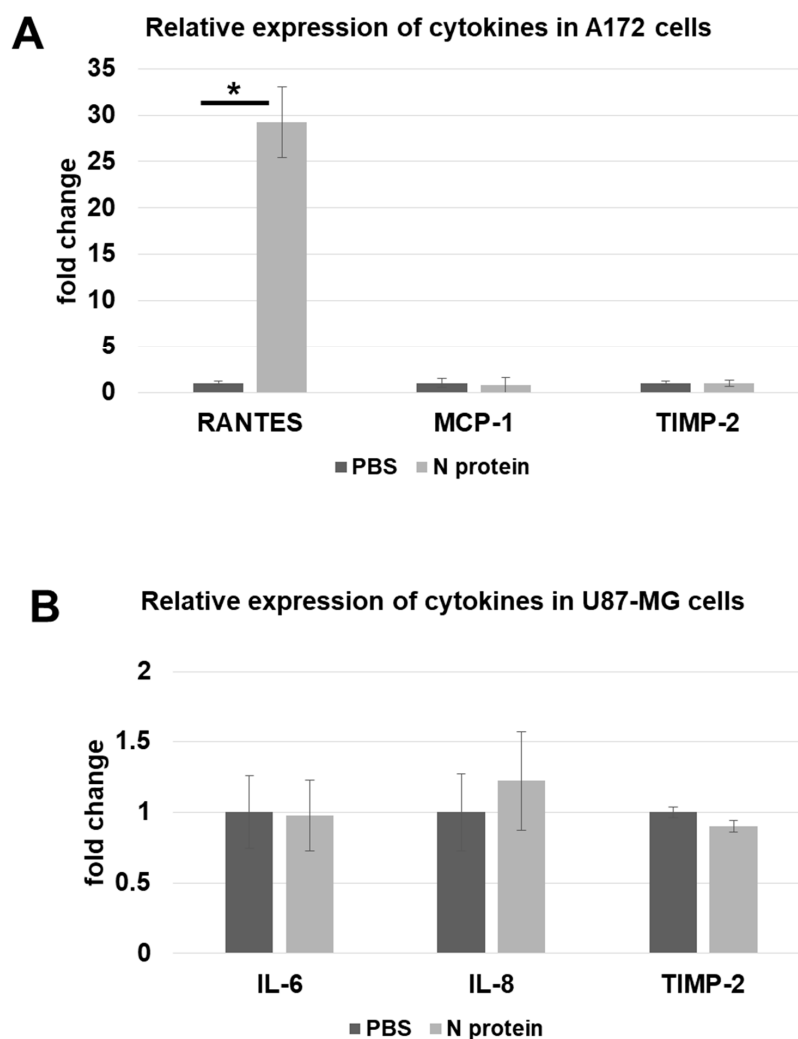 A
Relative expression of cytokines in A172 cells
35
30
25
20
15
10
5
0
fold change
*
RANTES MCP-1 TIMP-2
PBS N protein
B
Relative expression of cytokines in U87-MG cells
2
1.5
1
0.5
0
fold change
IL-6 IL-8 TIMP-2
PBS N protein